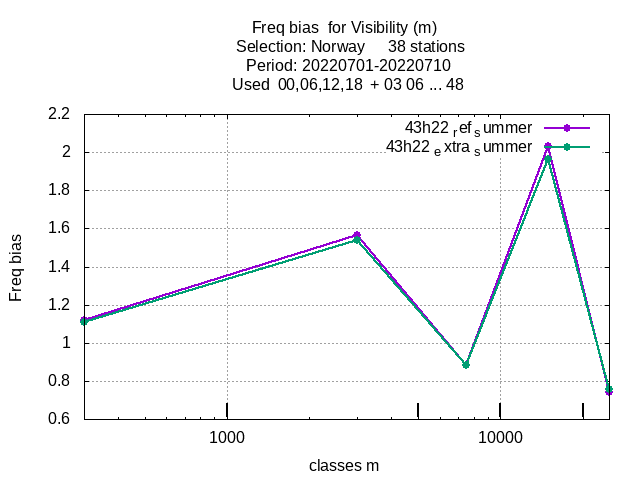 Freq bias  for Visibility (m)
Selection: Norway     38 stations
Period: 20220701-20220710
Used  00,06,12,18  + 03 06 ... 48
43h22 ref summer
43h22 extra summer
2.2
2
1.8
1.6
1.4
1.2
1
0.8
0.6
Freq bias
1000
10000
classes m